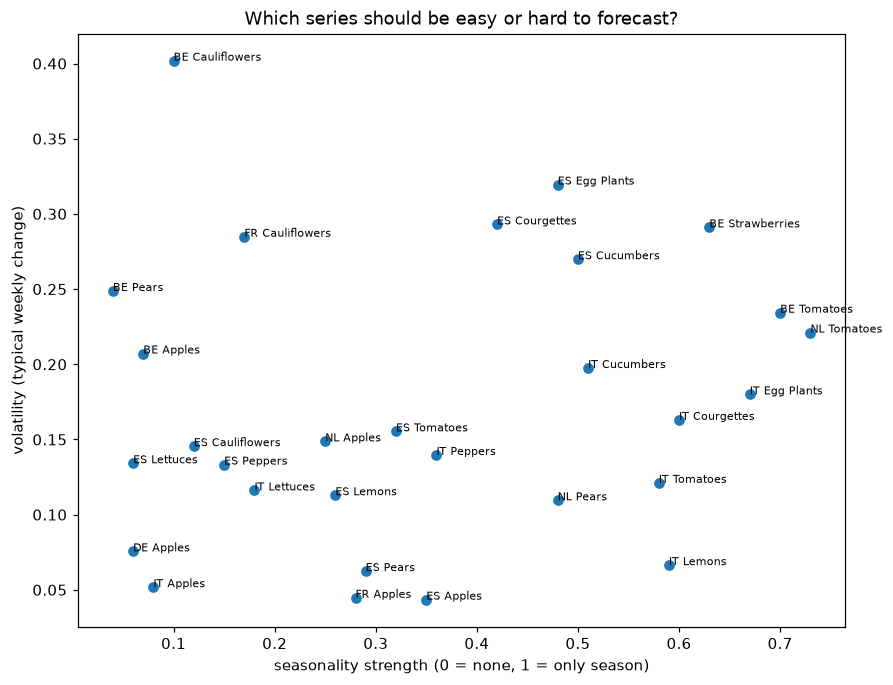 Which series should be easy or hard to forecast?
BE Cauliflowers
0.40
0.35
ES Egg Plants
0.30
ES Courgettes
BE Strawberries
FR Cauliflowers
ES Cucumbers
BE Pears
0.25
BE Tomatoes
NL Tomatoes
BE Apples
0.20
IT Cucumbers
IT Egg Plants
IT Courgettes
ES Tomatoes
0.15
NL Apples
ES Cauliflowers
IT Peppers
ES Lettuces
ES Peppers
IT Tomatoes
IT Lettuces
ES Lemons
NL Pears
0.10
DE Apples
IT Lemons
ES Pears
IT Apples
0.05
FR Apples
ES Apples
volatility (typical weekly change)
0.1
0.2
0.3
0.4
0.5
0.6
0.7
seasonality strength (0 = none, 1 = only season)